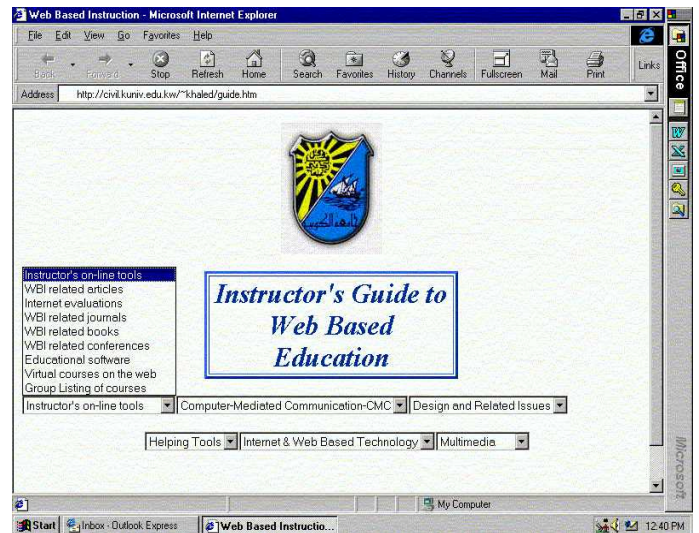 Web Based Instruction - Microsoft Internet Explorer
File Edit View Go Favorites Help
Back Forward Stop Refresh Home Search Favorites History Channels Fullscreen Mail Print Links
Address http://civil.kuniv.edu.kw/~khaled/guide.htm
Office
جامعة الكويت
Instructor's on-line tools
WBI related articles
Internet evaluations
WBI related journals
WBI related books
WBI related conferences
Educational software
Virtual courses on the web
Group Listing of courses
Instructor's Guide to
Web Based
Education
Instructor's on-line tools Computer-Mediated Communication-CMC Design and Related Issues
Helping Tools Internet & Web Based Technology Multimedia
Microsoft
My Computer
Start Inbox - Outlook Express Web Based Instructio... 12:40 PM